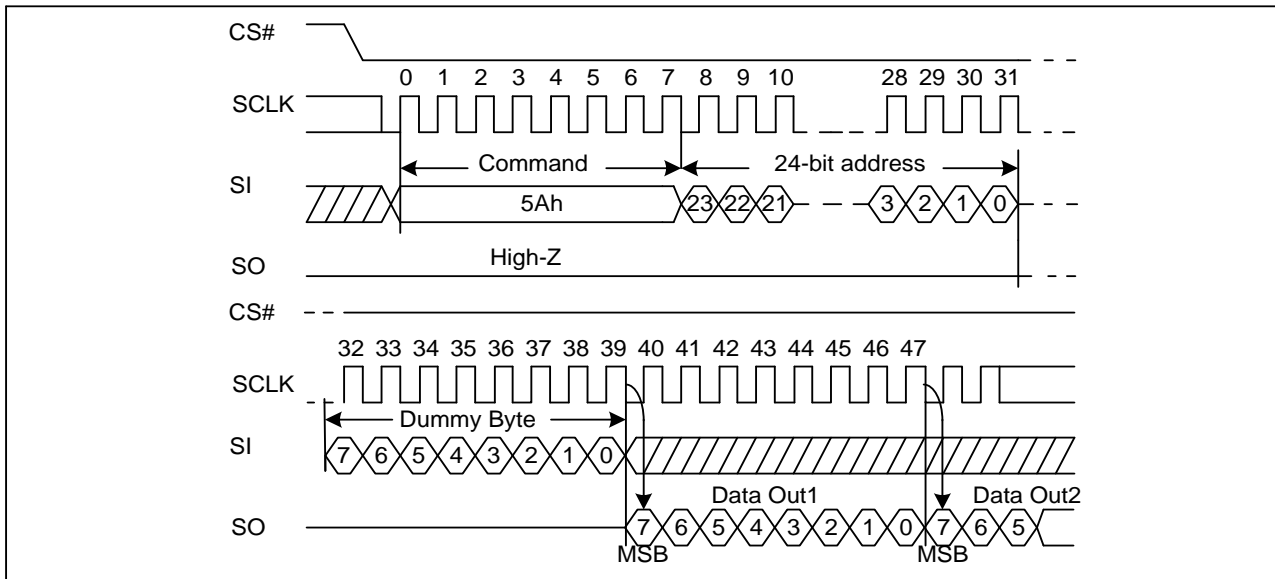 CS#
0 1 2 3 4 5 6 7 8 9 10 28 29 30 31
SCLK
Command 24-bit address
SI
5Ah 23 22 21 3 2 1 0
High-Z
SO
CS#
32 33 34 35 36 37 38 39 40 41 42 43 44 45 46 47
SCLK
Dummy Byte
SI
7 6 5 4 3 2 1 0
Data Out1 Data Out2
SO
7 6 5 4 3 2 1 0 7 6 5
MSB MSB